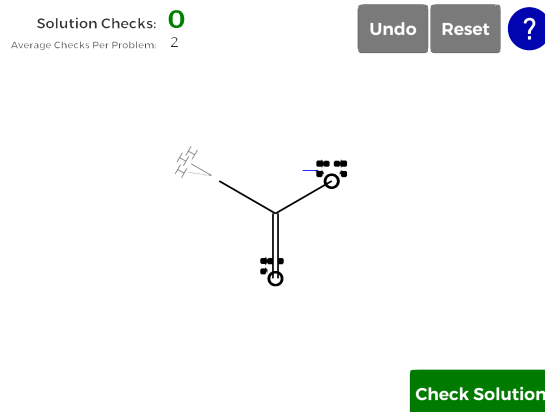 Solution Checks: 0
Average Checks Per Problem: 2
Undo
Reset
?
Check Solution